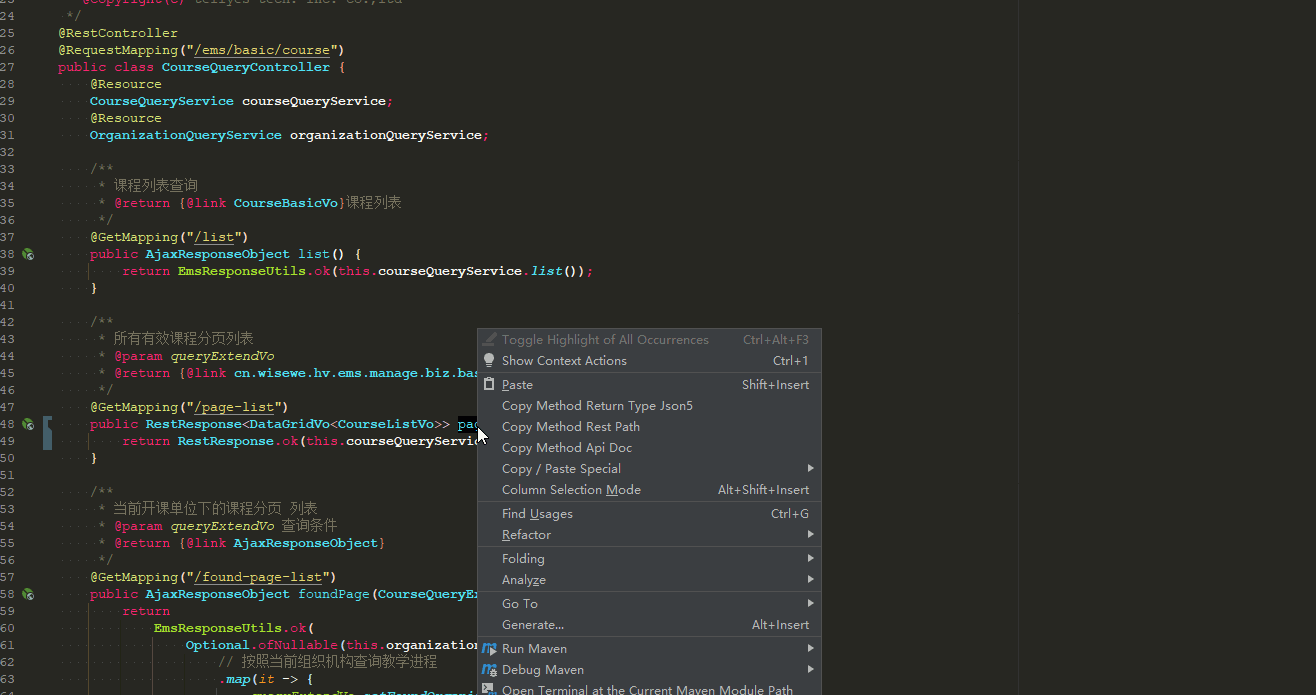 23 @copyright(c) tellyes tech. inc. co.,ltd
24 */
25 @RestController
26 @RequestMapping("/ems/basic/course")
27 public class CourseQueryController {
28 @Resource
29 CourseQueryService courseQueryService;
30 @Resource
31 OrganizationQueryService organizationQueryService;
32
33 /**
34 * 课程列表查询
35 * @return {@link CourseBasicVo}课程列表
36 */
37 @GetMapping("/list")
38 public AjaxResponseObject list() {
39 return EmsResponseUtils.ok(this.courseQueryService.list());
40 }
41
42 /**
43 * 所有有效课程分页列表
44 * @param queryExtendVo
45 * @return {@link cn.wisewe.hv.ems.manage.biz.bas
46 */
47 @GetMapping("/page-list")
48 public RestResponse<DataGridVo<CourseListVo>> pag
49 return RestResponse.ok(this.courseQueryServic
50 }
51
52 /**
53 * 当前开课单位下的课程分页 列表
54 * @param queryExtendVo 查询条件
55 * @return {@link AjaxResponseObject}
56 */
57 @GetMapping("/found-page-list")
58 public AjaxResponseObject foundPage(CourseQueryEx
59 return
60 EmsResponseUtils.ok(
61 Optional.ofNullable(this.organization
62 // 按照当前组织机构查询教学进程
63 .map(it -> {
Toggle Highlight of All Occurrences Ctrl+Alt+F3
Show Context Actions Ctrl+1
Paste Shift+Insert
Copy Method Return Type Json5
Copy Method Rest Path
Copy Method Api Doc
Copy / Paste Special
Column Selection Mode Alt+Shift+Insert
Find Usages Ctrl+G
Refactor
Folding
Analyze
Go To
Generate... Alt+Insert
Run Maven
Debug Maven
Open Terminal at the Current Maven Module Path